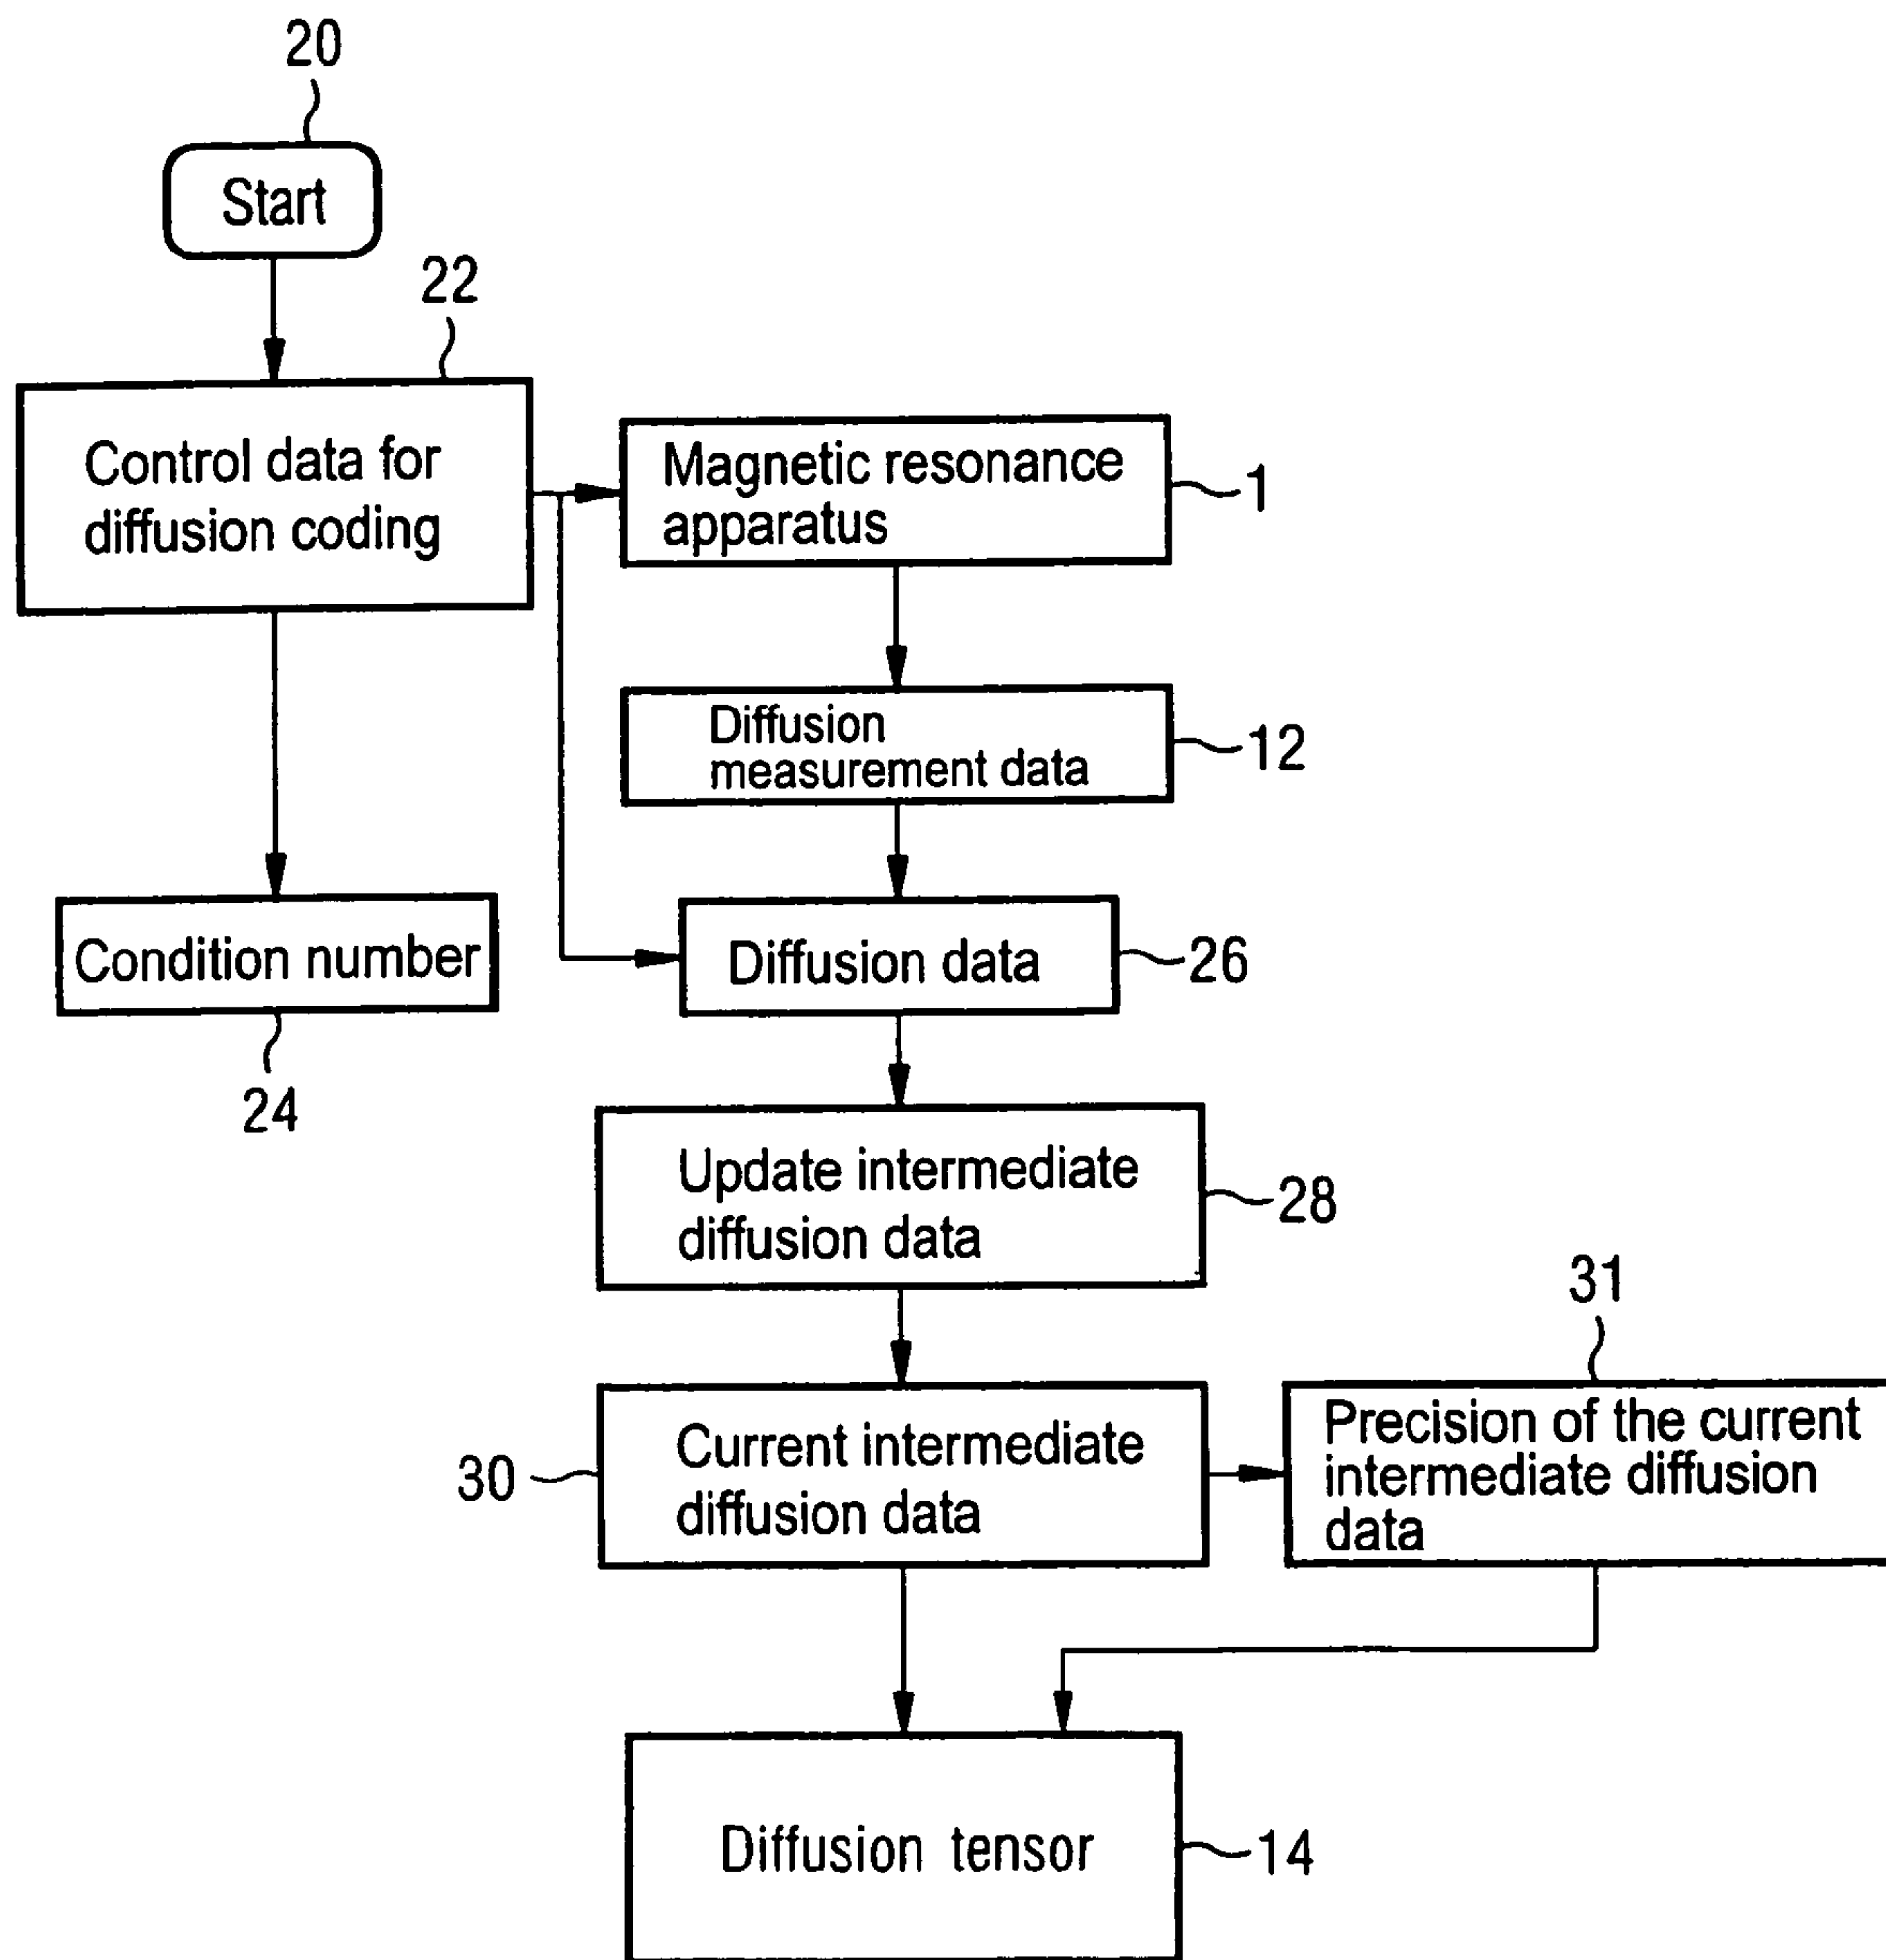 20
Start
22
Control data for
diffusion coding
Magnetic resonance
apparatus
1
Diffusion
measurement data
12
Condition number
24
Diffusion data
26
Update intermediate
diffusion data
28
31
30
Current intermediate
diffusion data
Precision of the current
intermediate diffusion
data
Diffusion tensor
14